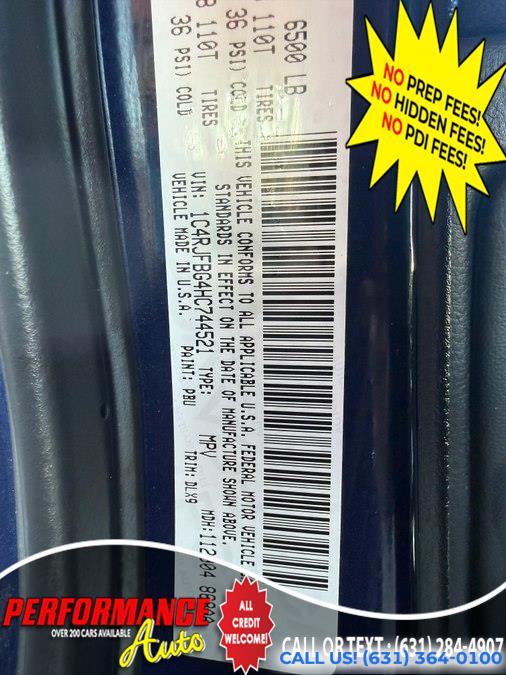 6500 LB
110T TIRES
36 PSI) COLD
110T TIRES
36 PSI) COLD
THIS VEHICLE CONFORMS TO ALL APPLICABLE U.S.A. FEDERAL MOTOR VEHICLE
STANDARDS IN EFFECT ON THE DATE OF MANUFACTURE SHOWN ABOVE.
VIN: 1C4RJFBG4HC744521 TYPE: MPV
VEHICLE MADE IN U.S.A. PAINT: PBU TRIM: DLX9
NO PREP FEES!
NO HIDDEN FEES!
NO PDI FEES!
PERFORMANCE
Auto
OVER 200 CARS AVAILABLE
ALL
CREDIT
WELCOME!
CALL OR TEXT : (631) 284-4907
CALL US! (631) 364-0100